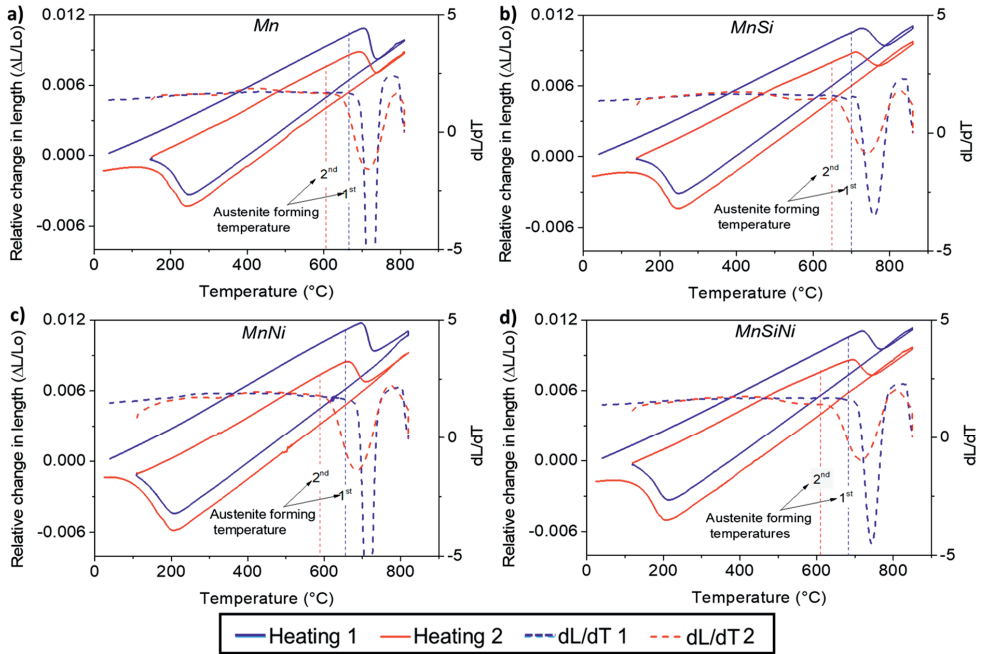 a)
Mn
0.012
0.006
0.000
-0.006
5
0
-5
Relative change in length (ΔL/Lo)
dL/dT
2nd
1st
Austenite forming
temperature
0 200 400 600 800
Temperature (°C)
b)
MnSi
0.012
0.006
0.000
-0.006
5
0
-5
Relative change in length (ΔL/Lo)
dL/dT
2nd
1st
Austenite forming
temperature
0 200 400 600 800
Temperature (°C)
c)
MnNi
0.012
0.006
0.000
-0.006
5
0
-5
Relative change in length (ΔL/Lo)
dL/dT
2nd
1st
Austenite forming
temperature
0 200 400 600 800
Temperature (°C)
d)
MnSiNi
0.012
0.006
0.000
-0.006
5
0
-5
Relative change in length (ΔL/Lo)
dL/dT
2nd
1st
Austenite forming
temperatures
0 200 400 600 800
Temperature (°C)
Heating 1 Heating 2 dL/dT 1 dL/dT 2